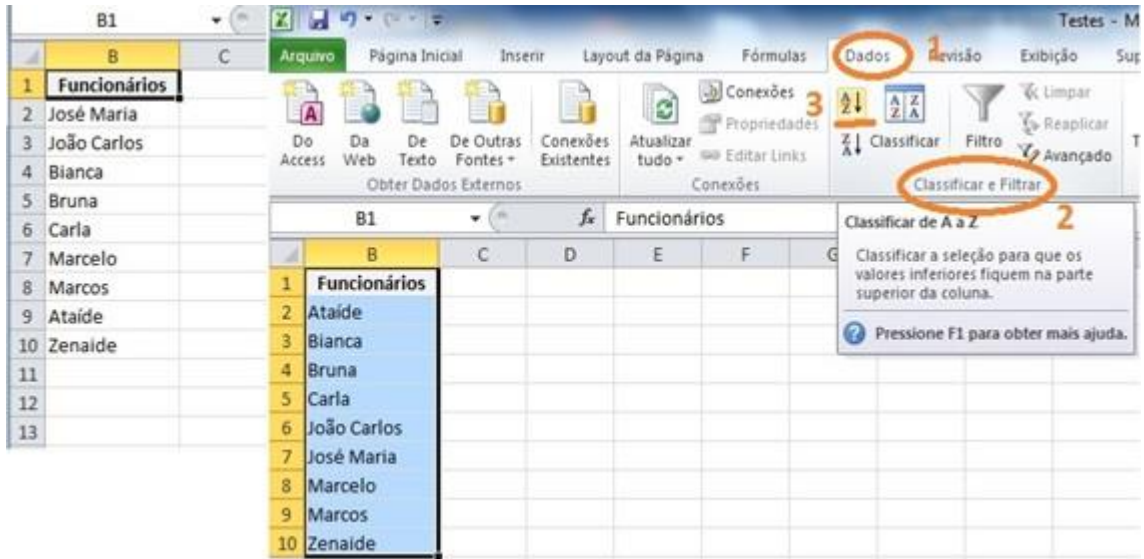 B1
B C
1 Funcionários
2 José Maria
3 João Carlos
4 Bianca
5 Bruna
6 Carla
7 Marcelo
8 Marcos
9 Ataíde
10 Zenaide
11
12
13
Testes - M
Arquivo Página Inicial Inserir Layout da Página Fórmulas Dados 1 Revisão Exibição Sup
Do Access
Da Web
De Texto
De Outras Fontes
Obter Dados Externos
Conexões Existentes
Atualizar tudo
Conexões
Propriedades
Editar Links
Conexões
3
Classificar
Filtro
Limpar
Reaplicar
Avançado
Classificar e Filtrar
2
B1 fx Funcionários
Classificar de A a Z
Classificar a seleção para que os
valores inferiores fiquem na parte
superior da coluna.
Pressione F1 para obter mais ajuda.
B C D E F G
1 Funcionários
2 Ataíde
3 Bianca
4 Bruna
5 Carla
6 João Carlos
7 José Maria
8 Marcelo
9 Marcos
10 Zenaide